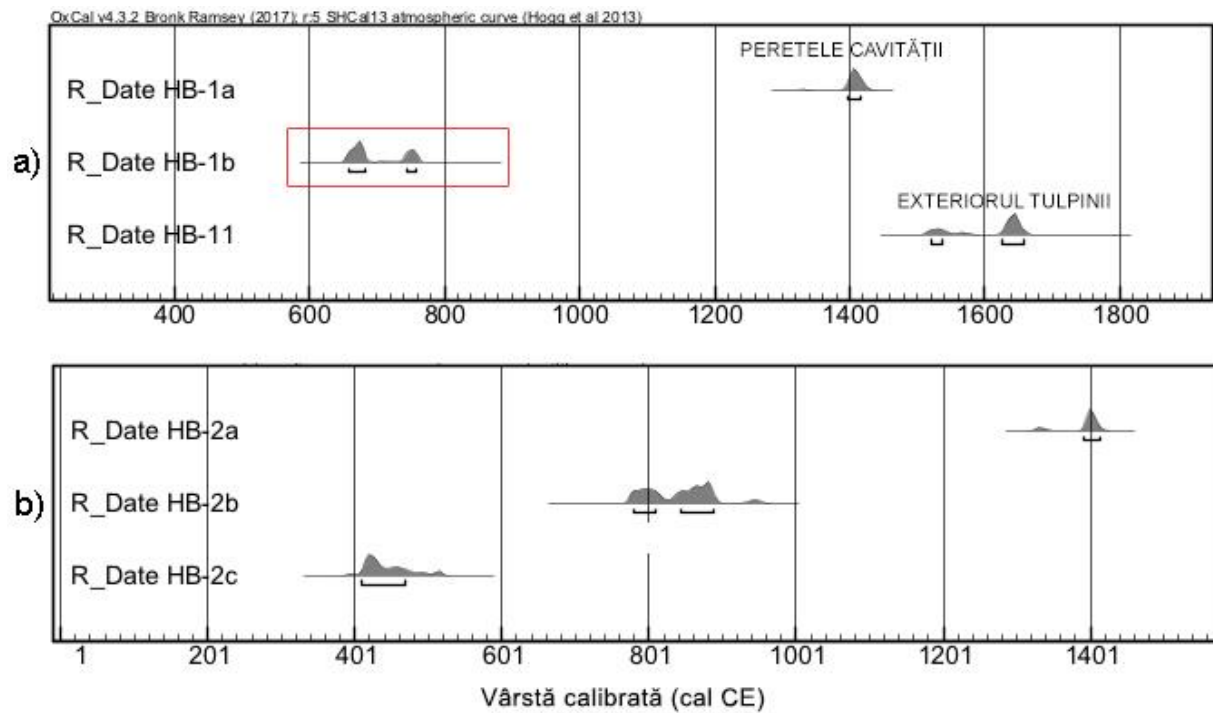 OxCal v4.3.2 Bronk Ramsey (2017); r:5 SHCal13 atmospheric curve (Hogg et al 2013)
a)
PERETELE CAVITĂȚII
R_Date HB-1a
R_Date HB-1b
EXTERIORUL TULPINII
R_Date HB-11
400 600 800 1000 1200 1400 1600 1800
b)
R_Date HB-2a
R_Date HB-2b
R_Date HB-2c
1 201 401 601 801 1001 1201 1401
Vârstă calibrată (cal CE)